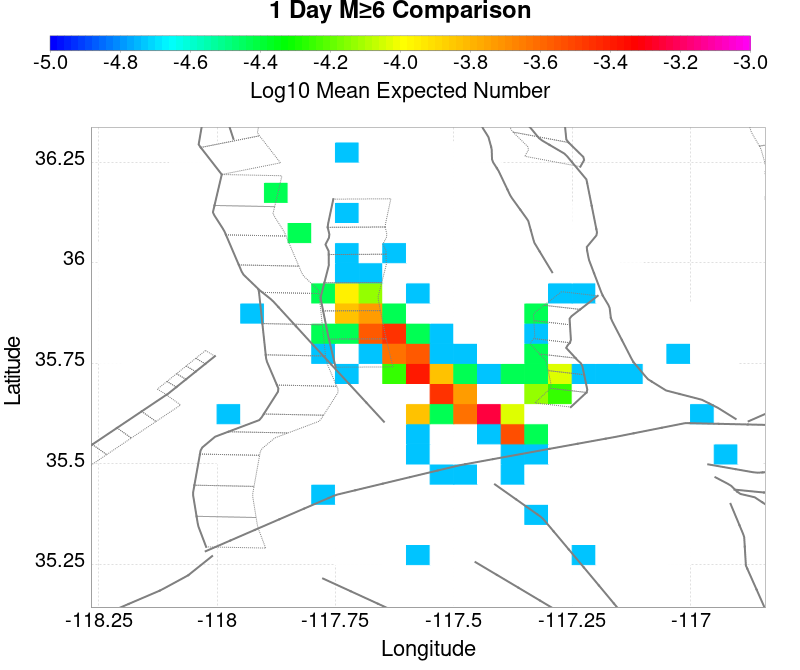 1 Day M≥6 Comparison
-5.0 -4.8 -4.6 -4.4 -4.2 -4.0 -3.8 -3.6 -3.4 -3.2 -3.0
Log10 Mean Expected Number
36.25
36
35.75
35.5
35.25
Latitude
-118.25 -118 -117.75 -117.5 -117.25 -117
Longitude